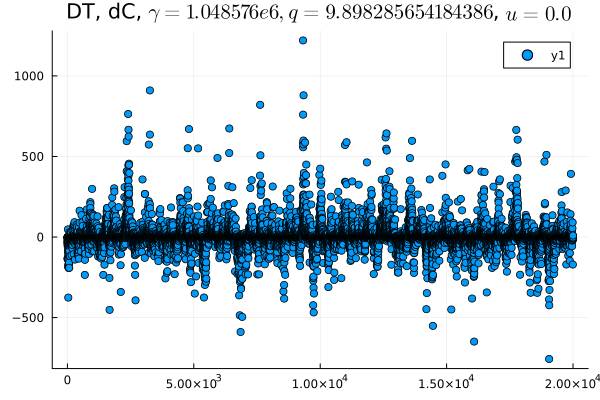 DT, dC, γ = 1.048576e6, q = 9.898285654184386, u = 0.0
y1
1000
500
0
−500
0 5.00×10³ 1.00×10⁴ 1.50×10⁴ 2.00×10⁴